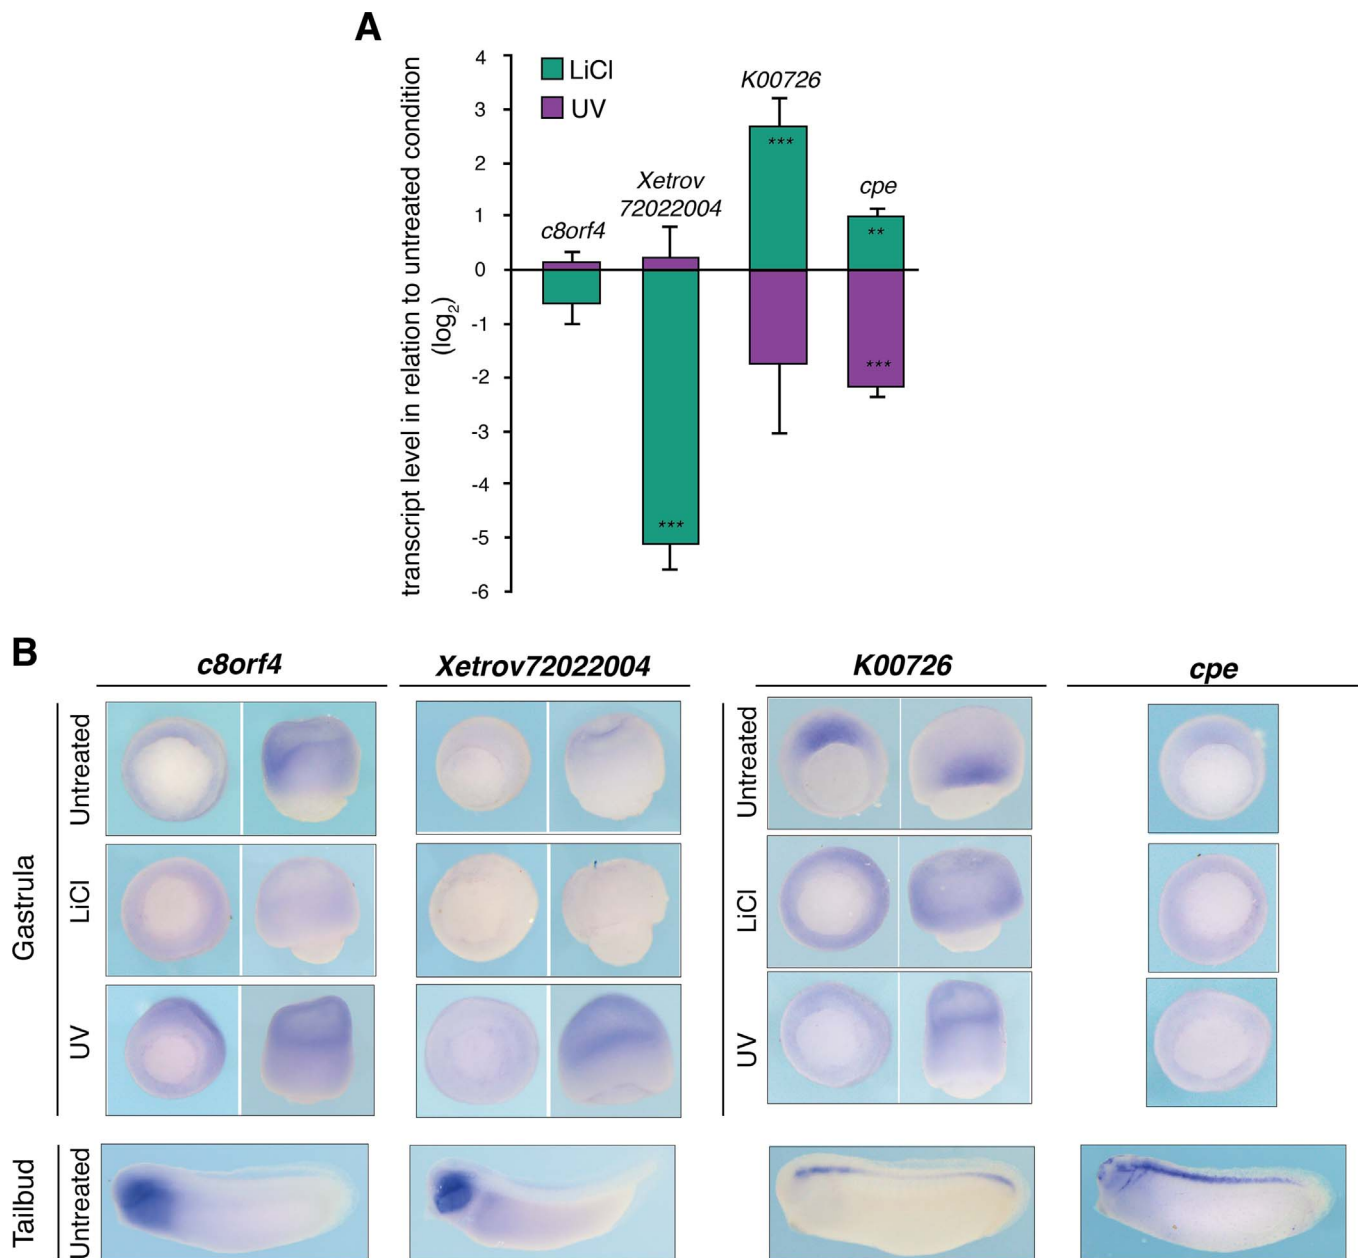 A
transcript level in relation to untreated condition
(log2)
4
3
2
1
0
-1
-2
-3
-4
-5
-6
LiCl
UV
c8orf4
Xetrov
72022004
K00726
cpe
***
***
**
***
B
c8orf4
Xetrov72022004
K00726
cpe
Gastrula
Untreated
LiCl
UV
Untreated
LiCl
UV
Tailbud
Untreated